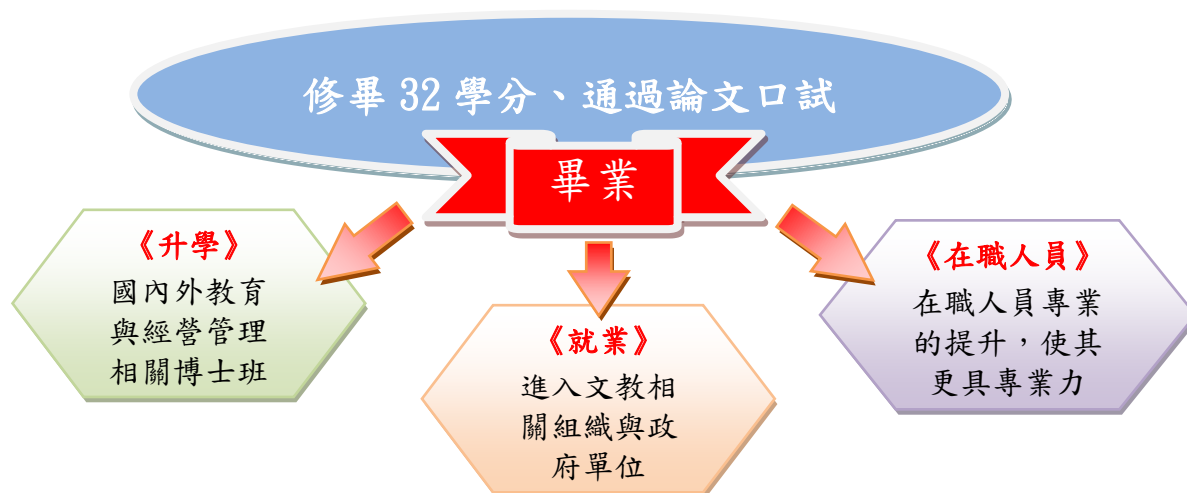 修畢 32 學分、通過論文口試
畢業
《升學》
國內外教育
與經營管理
相關博士班
《就業》
進入文教相
關組織與政
府單位
《在職人員》
在職人員專業
的提升，使其
更具專業力